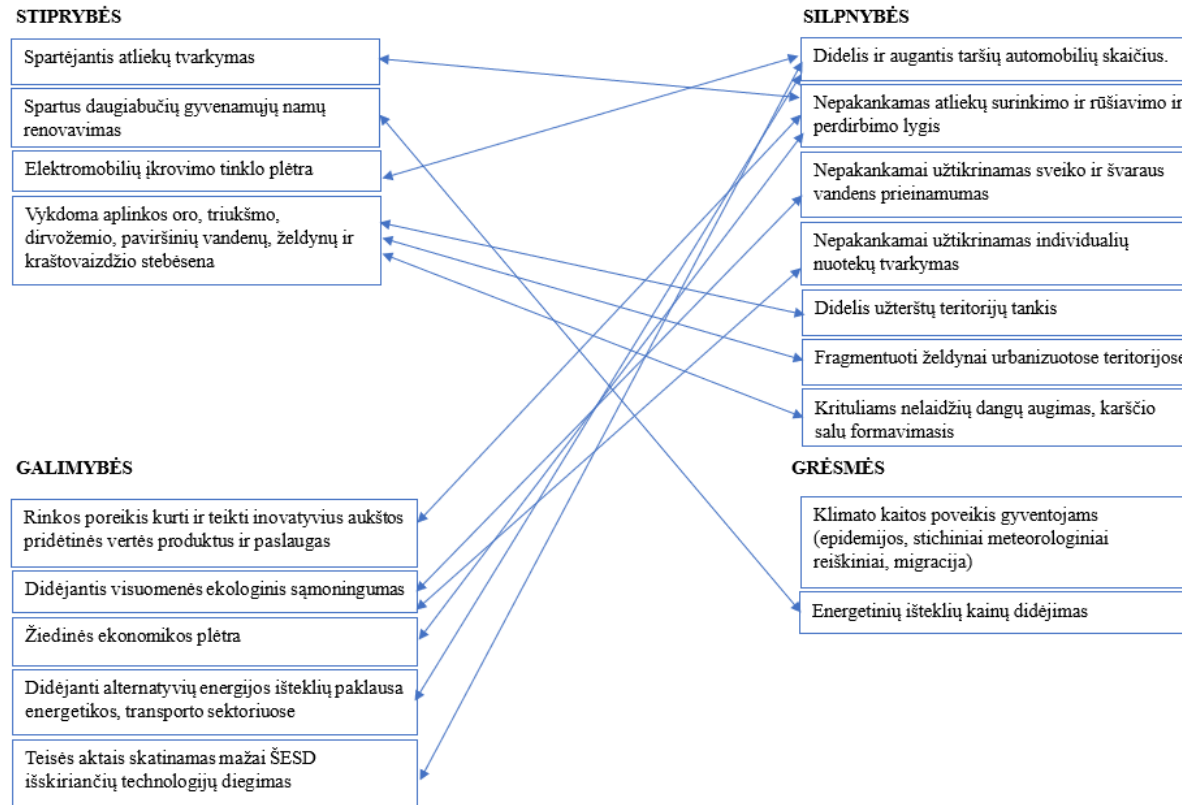 STIPRYBĖS
Spartėjantis atliekų tvarkymas
Spartus daugiabučių gyvenamųjų namų
renovavimas
Elektromobilių įkrovimo tinklo plėtra
Vykdoma aplinkos oro, triukšmo,
dirvožemio, paviršinių vandenų, želdynų ir
kraštovaizdžio stebėsena
SILPNYBĖS
Didelis ir augantis taršių automobilių skaičius.
Nepakankamas atliekų surinkimo ir rūšiavimo ir
perdirbimo lygis
Nepakankamai užtikrinamas sveiko ir švaraus
vandens prieinamumas
Nepakankamai užtikrinamas individualių
nuotekų tvarkymas
Didelis užterštų teritorijų tankis
Fragmentuoti želdynai urbanizuotose teritorijose
Krituliams nelaidžių dangų augimas, karščio
salų formavimasis
GALIMYBĖS
Rinkos poreikis kurti ir teikti inovatyvius aukštos
pridėtinės vertės produktus ir paslaugas
Didėjantis visuomenės ekologinis sąmoningumas
Žiedinės ekonomikos plėtra
Didėjanti alternatyvių energijos išteklių paklausa
energetikos, transporto sektoriuose
Teisės aktais skatinamas mažai ŠESD
išskiriančių technologijų diegimas
GRĖSMĖS
Klimato kaitos poveikis gyventojams
(epidemijos, stichiniai meteorologiniai
reiškiniai, migracija)
Energetinių išteklių kainų didėjimas